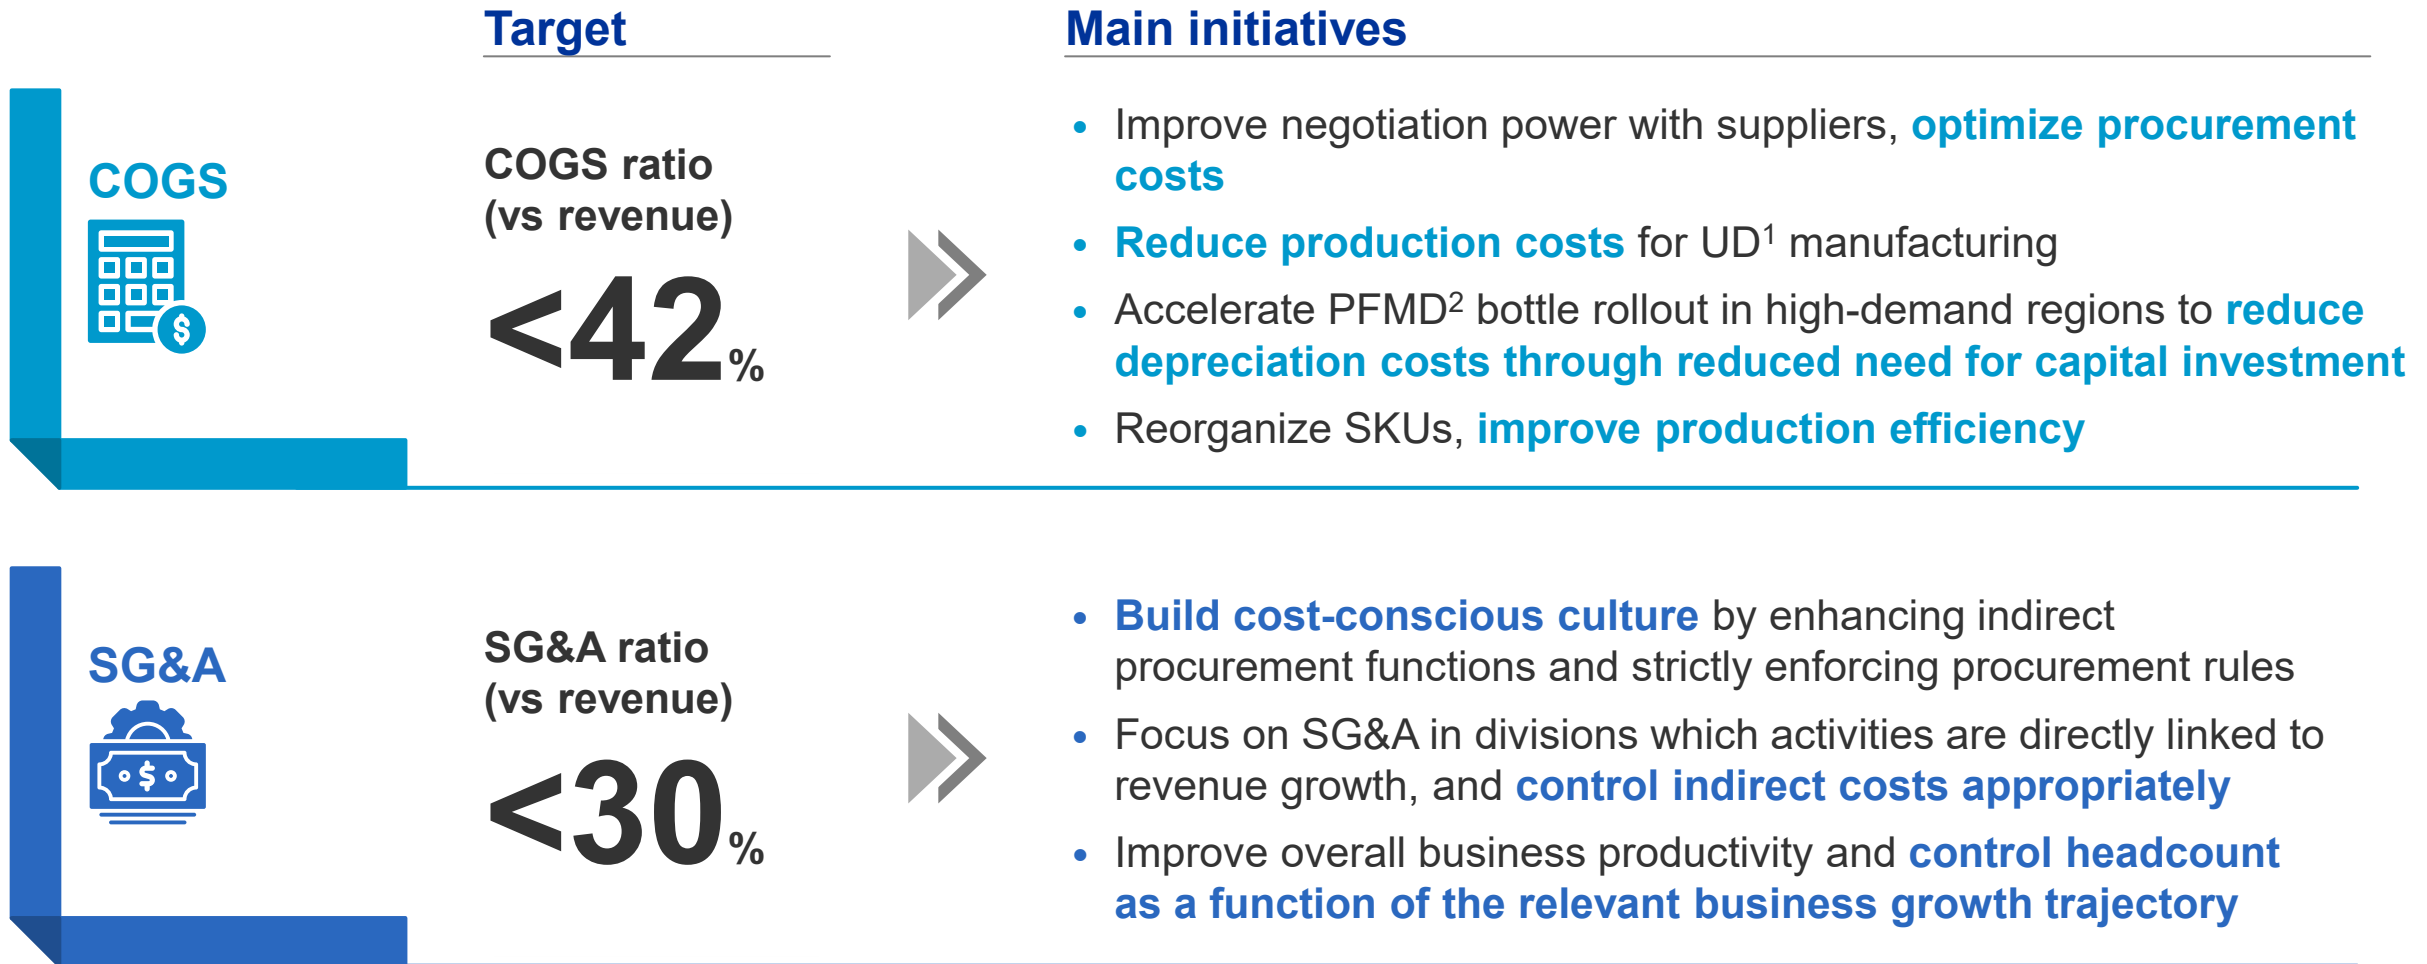 Target
Main initiatives
COGS
COGS ratio
(vs revenue)
<42%
• Improve negotiation power with suppliers, optimize procurement
costs
• Reduce production costs for UD¹ manufacturing
• Accelerate PFMD² bottle rollout in high-demand regions to reduce
depreciation costs through reduced need for capital investment
• Reorganize SKUs, improve production efficiency
SG&A
SG&A ratio
(vs revenue)
<30%
• Build cost-conscious culture by enhancing indirect
procurement functions and strictly enforcing procurement rules
• Focus on SG&A in divisions which activities are directly linked to
revenue growth, and control indirect costs appropriately
• Improve overall business productivity and control headcount
as a function of the relevant business growth trajectory